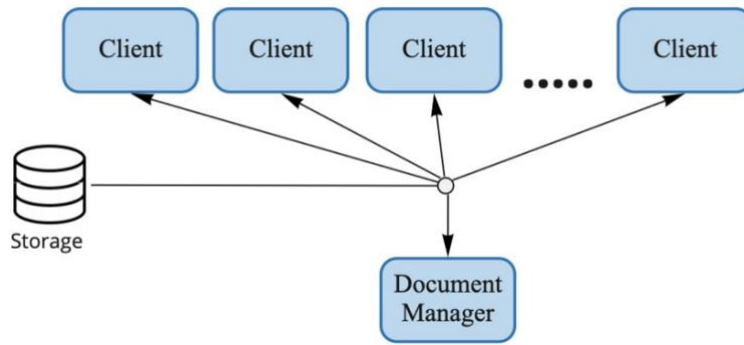 Client
Client
Client
Client
Storage
Document
Manager